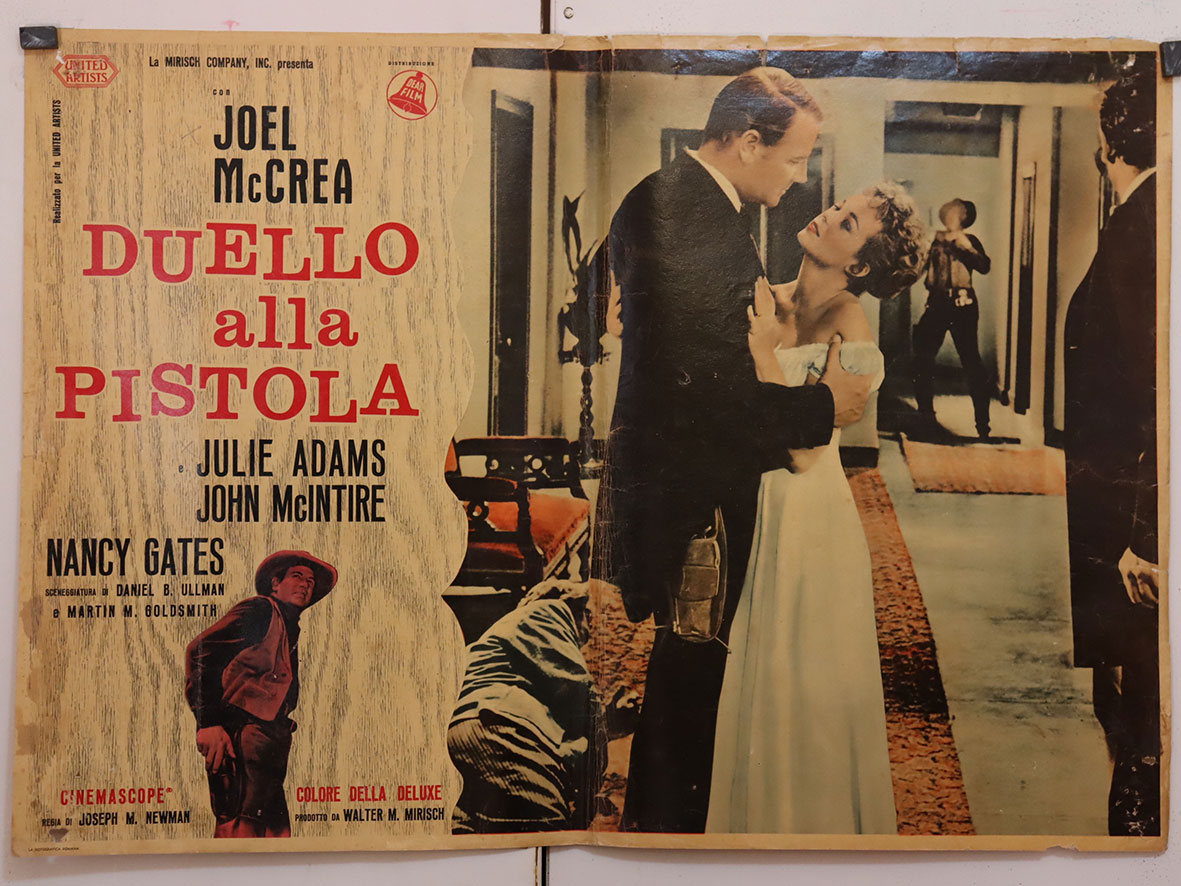 UNITED
ARTISTS
La MIRISCH COMPANY, INC. presenta
DISTRIBUZIONE
DEAR
FILM
Realizzato per la UNITED ARTISTS
con
JOEL
McCREA
DUELLO
alla
PISTOLA
e JULIE ADAMS
JOHN McINTIRE
NANCY GATES
SCENEGGIATURA DI DANIEL B. ULLMAN
e MARTIN M. GOLDSMITH
CINEMASCOPE®
COLORE DELLA DELUXE
REGIA DI JOSEPH M. NEWMAN
PRODOTTO DA WALTER M. MIRISCH